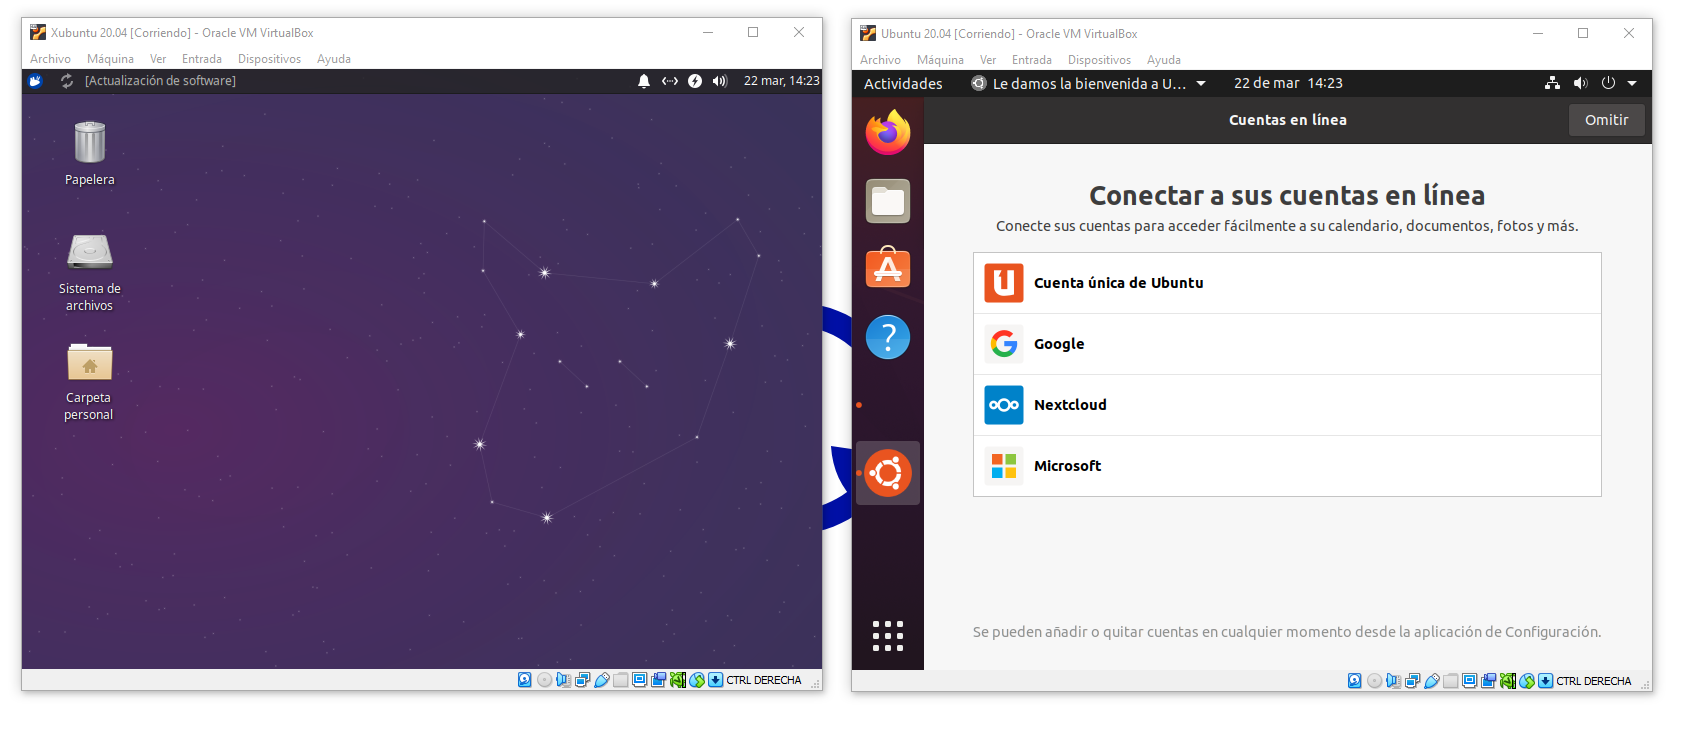 Xubuntu 20.04 [Corriendo] - Oracle VM VirtualBox
Archivo Máquina Ver Entrada Dispositivos Ayuda
[Actualización de software]
22 mar, 14:23
Papelera
Sistema de
archivos
Carpeta
personal
CTRL DERECHA
Ubuntu 20.04 [Corriendo] - Oracle VM VirtualBox
Archivo Máquina Ver Entrada Dispositivos Ayuda
Actividades
Le damos la bienvenida a U...
22 de mar 14:23
Cuentas en línea
Omitir
Conectar a sus cuentas en línea
Conecte sus cuentas para acceder fácilmente a su calendario, documentos, fotos y más.
Cuenta única de Ubuntu
Google
Nextcloud
Microsoft
Se pueden añadir o quitar cuentas en cualquier momento desde la aplicación de Configuración.
CTRL DERECHA